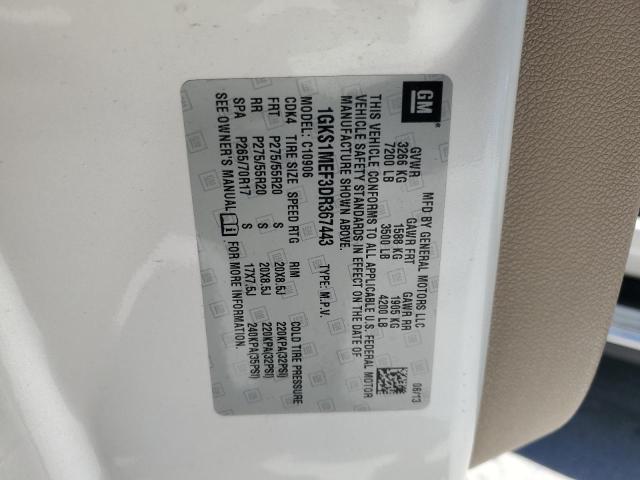 GM
MFD BY GENERAL MOTORS LLC
GVWR GAWR FRT GAWR RR
3266 KG 1588 KG 1905 KG
7200 LB 3500 LB 4200 LB
06/13
THIS VEHICLE CONFORMS TO ALL APPLICABLE U.S. FEDERAL MOTOR
VEHICLE SAFETY STANDARDS IN EFFECT ON THE DATE OF
MANUFACTURE SHOWN ABOVE.
1GKS1MEF3DR367443 TYPE: M.P.V.
MODEL: C10906
CDK4 TIRE SIZE SPEED RTG RIM COLD TIRE PRESSURE
FRT P275/55R20 S 20X8.5J 220KPA(32PSI)
RR P275/55R20 S 20X8.5J 220KPA(32PSI)
SPA P265/70R17 S 17X7.5J 240KPA(35PSI)
SEE OWNER'S MANUAL FOR MORE INFORMATION.